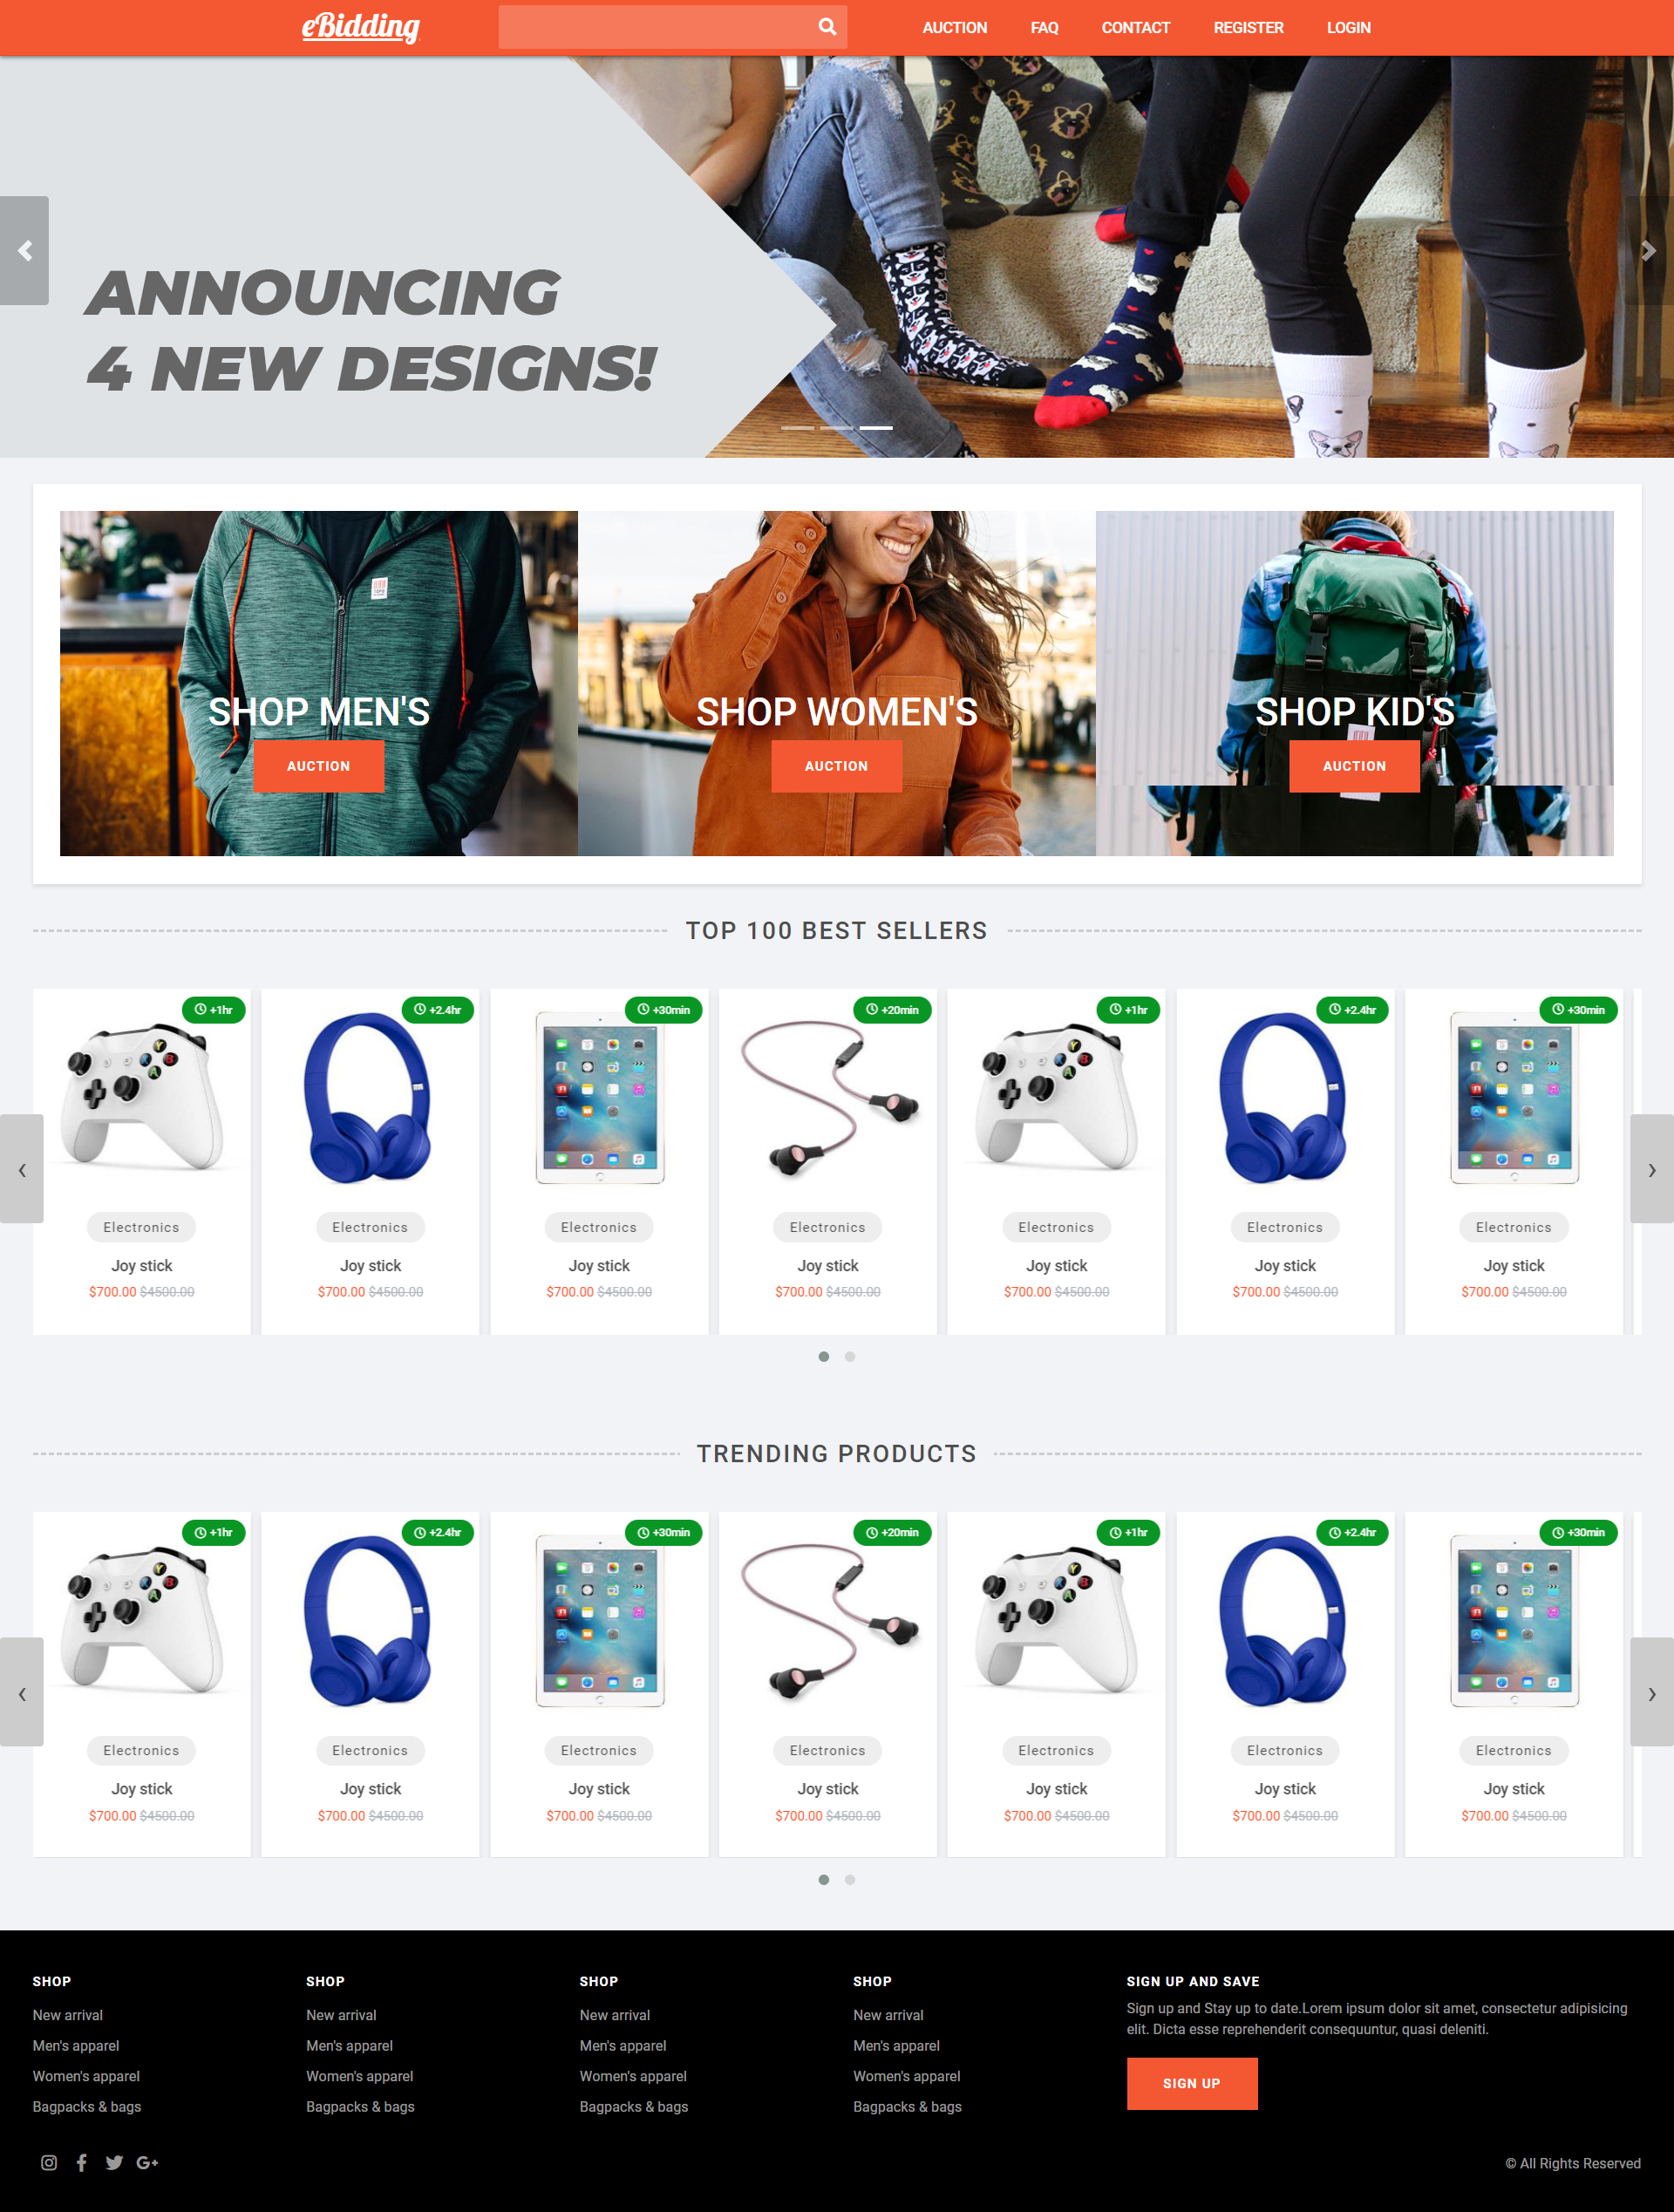 eBidding
AUCTION FAQ CONTACT REGISTER LOGIN
ANNOUNCING
4 NEW DESIGNS!
SHOP MEN'S
AUCTION
SHOP WOMEN'S
AUCTION
SHOP KID'S
AUCTION
TOP 100 BEST SELLERS
+1hr +2.4hr +30min +20min +1hr +2.4hr +30min
‹ ›
Electronics Electronics Electronics Electronics Electronics Electronics Electronics
Joy stick Joy stick Joy stick Joy stick Joy stick Joy stick Joy stick
$700.00 $4500.00 $700.00 $4500.00 $700.00 $4500.00 $700.00 $4500.00 $700.00 $4500.00 $700.00 $4500.00 $700.00 $4500.00
TRENDING PRODUCTS
+1hr +2.4hr +30min +20min +1hr +2.4hr +30min
‹ ›
Electronics Electronics Electronics Electronics Electronics Electronics Electronics
Joy stick Joy stick Joy stick Joy stick Joy stick Joy stick Joy stick
$700.00 $4500.00 $700.00 $4500.00 $700.00 $4500.00 $700.00 $4500.00 $700.00 $4500.00 $700.00 $4500.00 $700.00 $4500.00
SHOP
New arrival
Men's apparel
Women's apparel
Bagpacks & bags
SHOP
New arrival
Men's apparel
Women's apparel
Bagpacks & bags
SHOP
New arrival
Men's apparel
Women's apparel
Bagpacks & bags
SHOP
New arrival
Men's apparel
Women's apparel
Bagpacks & bags
SIGN UP AND SAVE
Sign up and Stay up to date.Lorem ipsum dolor sit amet, consectetur adipisicing
elit. Dicta esse reprehenderit consequuntur, quasi deleniti.
SIGN UP
© All Rights Reserved